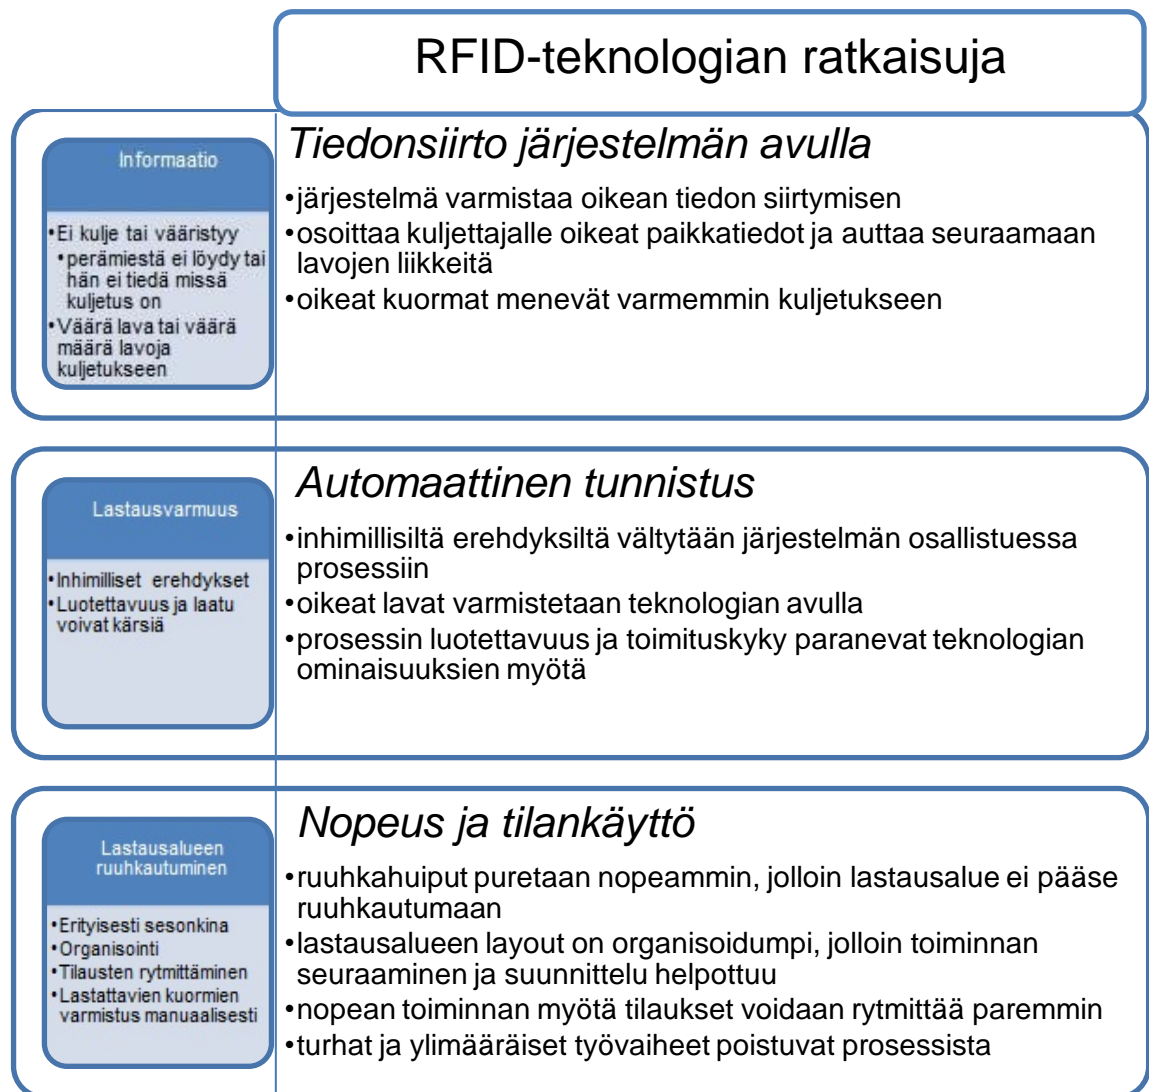 RFID-teknologian ratkaisuja
Informaatio
•Ei kulje tai vääristyy
•perämiestä ei löydy tai
hän ei tiedä missä
kuljetus on
•Väärä lava tai väärä
määrä lavoja
kuljetukseen
Tiedonsiirto järjestelmän avulla
•järjestelmä varmistaa oikean tiedon siirtymisen
•osoittaa kuljettajalle oikeat paikkatiedot ja auttaa seuraamaan
lavojen liikkeitä
•oikeat kuormat menevät varmemmin kuljetukseen
Lastausvarmuus
•Inhimilliset erehdykset
•Luotettavuus ja laatu
voivat kärsiä
Automaattinen tunnistus
•inhimillisiltä erehdyksiltä vältytään järjestelmän osallistuessa
prosessiin
•oikeat lavat varmistetaan teknologian avulla
•prosessin luotettavuus ja toimituskyky paranevat teknologian
ominaisuuksien myötä
Lastausalueen
ruuhkautuminen
•Erityisesti sesonkina
•Organisointi
•Tilausten rytmittäminen
•Lastattavien kuormien
varmistus manuaalisesti
Nopeus ja tilankäyttö
•ruuhkahuiput puretaan nopeammin, jolloin lastausalue ei pääse
ruuhkautumaan
•lastausalueen layout on organisoidumpi, jolloin toiminnan
seuraaminen ja suunnittelu helpottuu
•nopean toiminnan myötä tilaukset voidaan rytmittää paremmin
•turhat ja ylimääräiset työvaiheet poistuvat prosessista